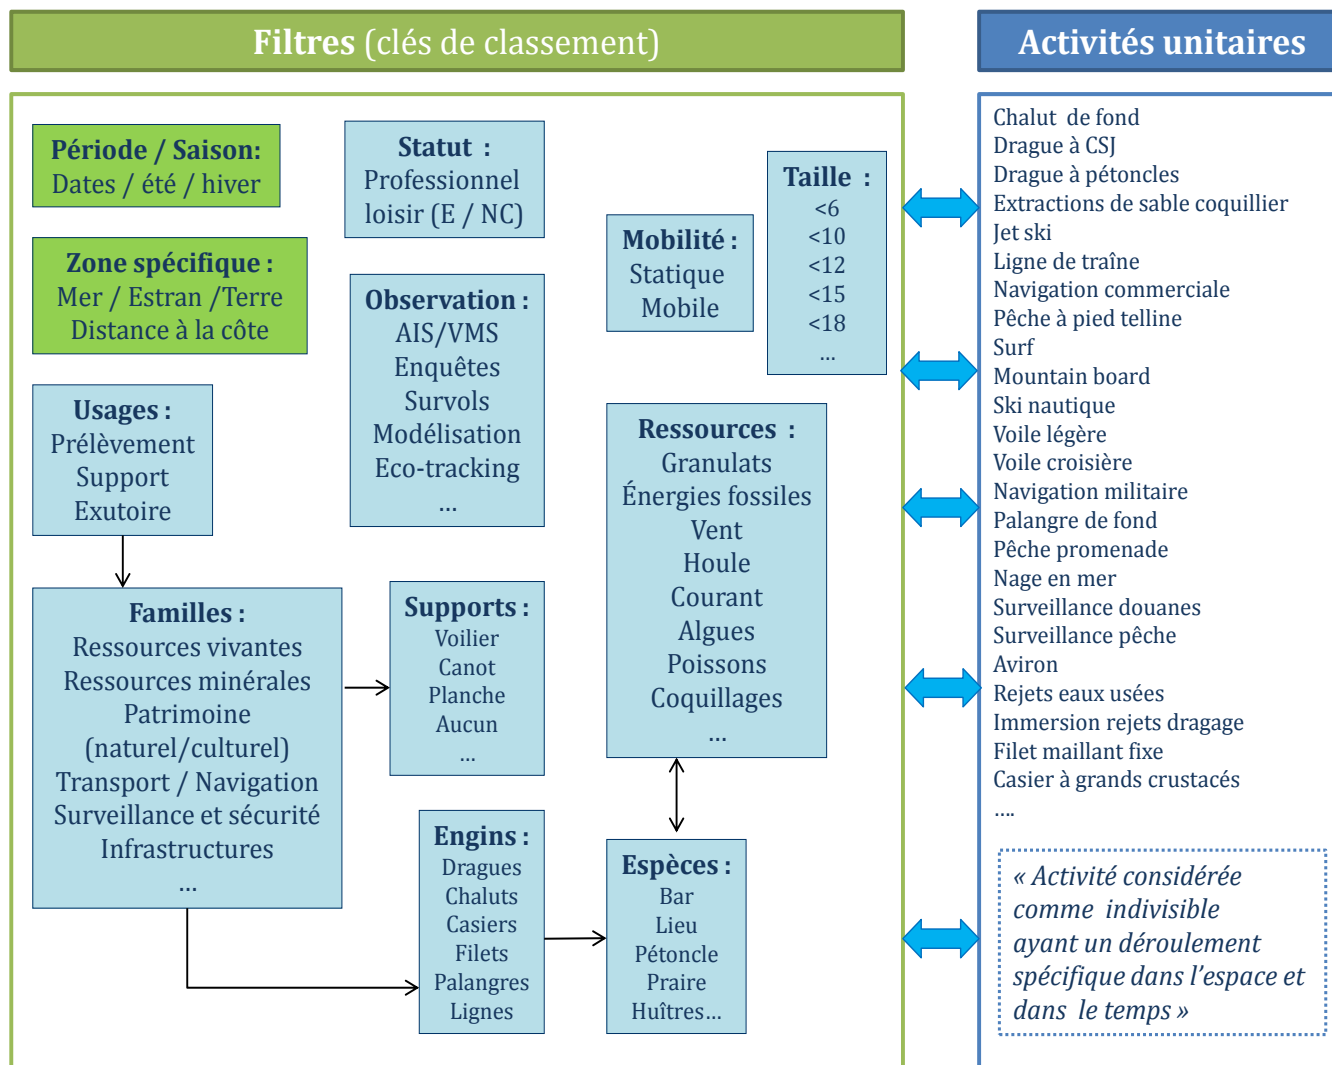 Filtres (clés de classement)
Période / Saison:
Dates / été / hiver
Zone spécifique :
Mer / Estran /Terre
Distance à la côte
Usages :
Prélèvement
Support
Exutoire
Familles :
Ressources vivantes
Ressources minérales
Patrimoine
(naturel/culturel)
Transport / Navigation
Surveillance et sécurité
Infrastructures
...
Statut :
Professionnel
loisir (E / NC)
Observation :
AIS/VMS
Enquêtes
Survols
Modélisation
Eco-tracking
...
Supports :
Voilier
Canot
Planche
Aucun
...
Engins :
Dragues
Chaluts
Casiers
Filets
Palangres
Lignes
Mobilité :
Statique
Mobile
Taille :
<6
<10
<12
<15
<18
...
Ressources :
Granulats
Énergies fossiles
Vent
Houle
Courant
Algues
Poissons
Coquillages
...
Espèces :
Bar
Lieu
Pétoncle
Praire
Huîtres...
Activités unitaires
Chalut de fond
Drague à CSJ
Drague à pétoncles
Extractions de sable coquillier
Jet ski
Ligne de traîne
Navigation commerciale
Pêche à pied telline
Surf
Mountain board
Ski nautique
Voile légère
Voile croisière
Navigation militaire
Palangre de fond
Pêche promenade
Nage en mer
Surveillance douanes
Surveillance pêche
Aviron
Rejets eaux usées
Immersion rejets dragage
Filet maillant fixe
Casier à grands crustacés
....
« Activité considérée
comme indivisible
ayant un déroulement
spécifique dans l'espace et
dans le temps »